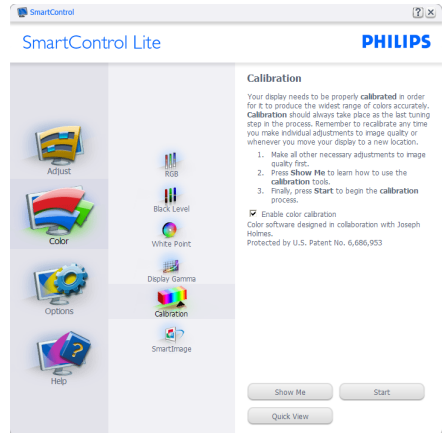 SmartControl
SmartControl Lite
PHILIPS
Adjust
Color
Options
Help
RGB
Black Level
White Point
Display Gamma
Calibration
SmartImage
Calibration
Your display needs to be properly calibrated in order
for it to produce the widest range of colors accurately.
Calibration should always take place as the last tuning
step in the process. Remember to recalibrate any time
you make individual adjustments to image quality or
whenever you move your display to a new location.
1. Make all other necessary adjustments to image
quality first.
2. Press Show Me to learn how to use the
calibration tools.
3. Finally, press Start to begin the calibration
process.
Enable color calibration
Color software designed in collaboration with Joseph
Holmes.
Protected by U.S. Patent No. 6,686,953
Show Me
Start
Quick View